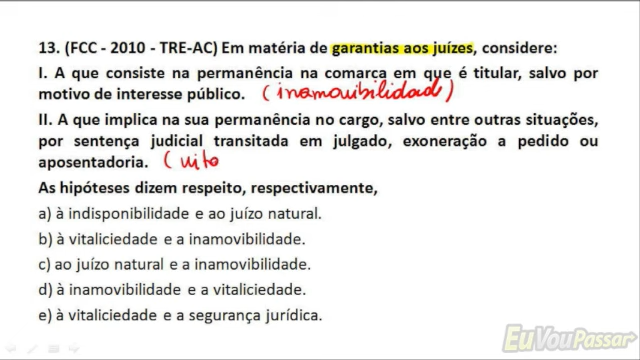 13. (FCC - 2010 - TRE-AC) Em matéria de garantias aos juízes, considere:
I. A que consiste na permanência na comarca em que é titular, salvo por
motivo de interesse público. (inamovibilidade)
II. A que implica na sua permanência no cargo, salvo entre outras situações,
por sentença judicial transitada em julgado, exoneração a pedido ou
aposentadoria. (vita
As hipóteses dizem respeito, respectivamente,
a) à indisponibilidade e ao juízo natural.
b) à vitaliciedade e a inamovibilidade.
c) ao juízo natural e a inamovibilidade.
d) à inamovibilidade e a vitaliciedade.
e) à vitaliciedade e a segurança jurídica.
EuVouPassar